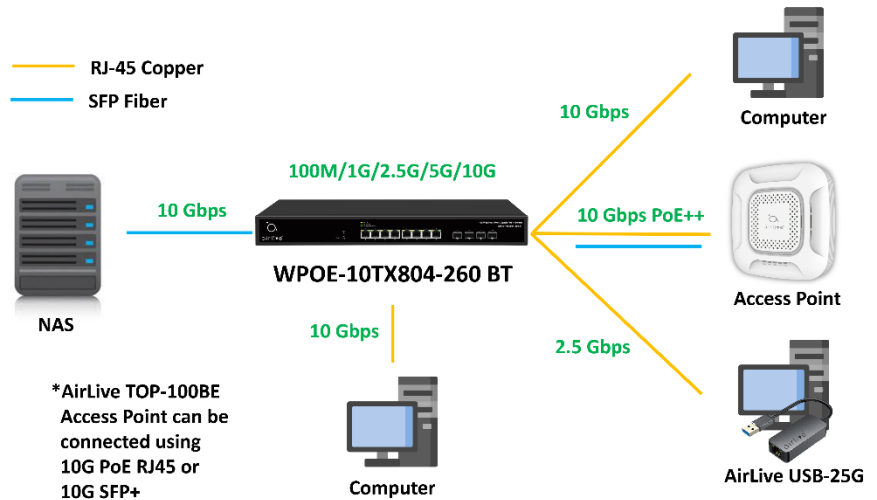 RJ-45 Copper
SFP Fiber
Computer
10 Gbps
100M/1G/2.5G/5G/10G
10 Gbps
10 Gbps PoE++
WPOE-10TX804-260 BT
Access Point
NAS
10 Gbps
2.5 Gbps
*AirLive TOP-100BE
Access Point can be
connected using
10G PoE RJ45 or
10G SFP+
Computer
AirLive USB-25G